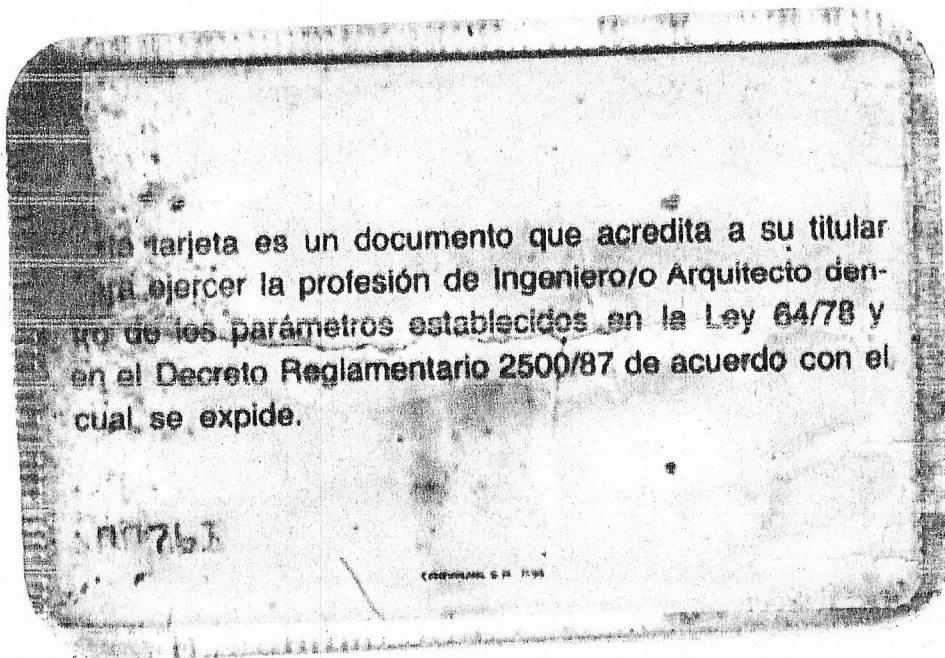 tarjeta es un documento que acredita a su titular
ejercer la profesión de Ingeniero/o Arquitecto den-
tro de los parámetros establecidos en la Ley 64/78 y
en el Decreto Reglamentario 2500/87 de acuerdo con el
cual se expide.